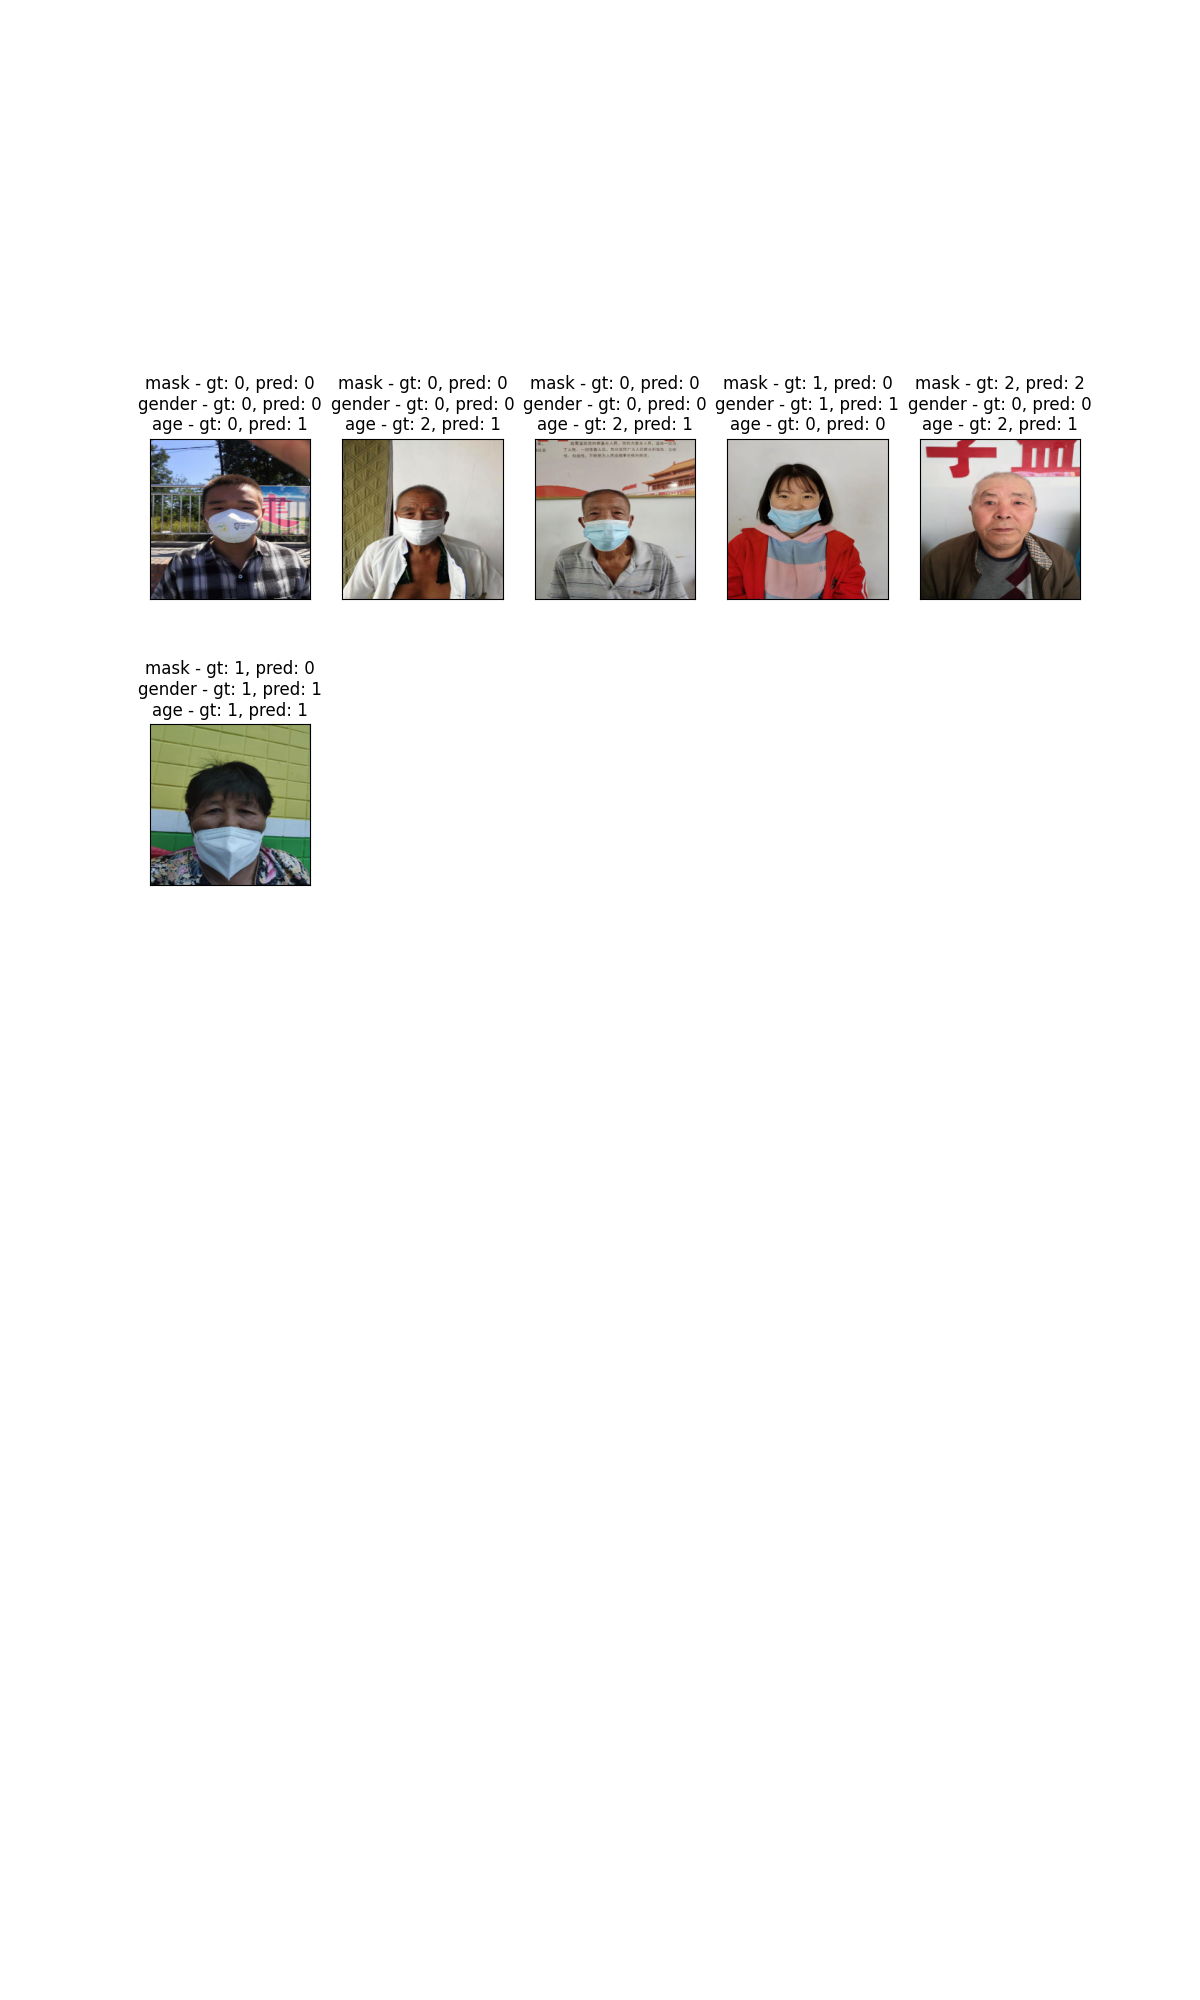 mask - gt: 0, pred: 0
gender - gt: 0, pred: 0
age - gt: 0, pred: 1
mask - gt: 0, pred: 0
gender - gt: 0, pred: 0
age - gt: 2, pred: 1
mask - gt: 0, pred: 0
gender - gt: 0, pred: 0
age - gt: 2, pred: 1
mask - gt: 1, pred: 0
gender - gt: 1, pred: 1
age - gt: 0, pred: 0
mask - gt: 2, pred: 2
gender - gt: 0, pred: 0
age - gt: 2, pred: 1
mask - gt: 1, pred: 0
gender - gt: 1, pred: 1
age - gt: 1, pred: 1